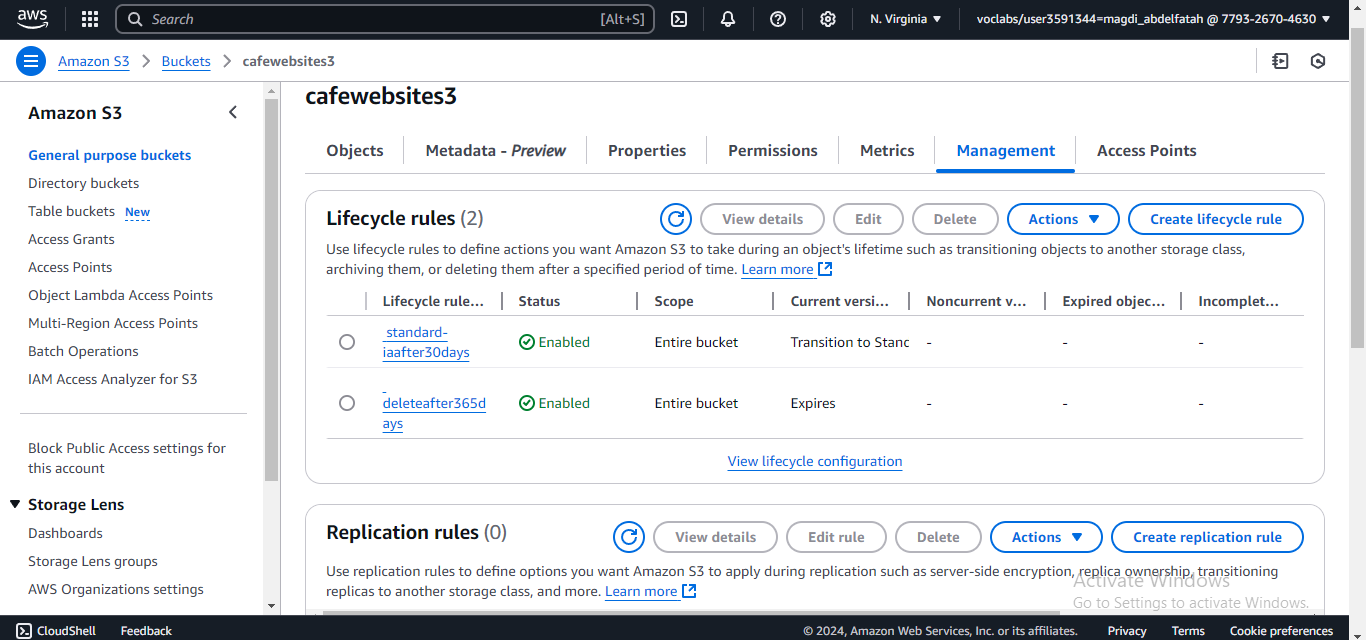 aws
Search
[Alt+S]
N. Virginia
voclabs/user3591344=magdi_abdelfatah @ 7793-2670-4630
Amazon S3
Buckets
cafewebsites3
Amazon S3
General purpose buckets
Directory buckets
Table buckets New
Access Grants
Access Points
Object Lambda Access Points
Multi-Region Access Points
Batch Operations
IAM Access Analyzer for S3
Block Public Access settings for
this account
Storage Lens
Dashboards
Storage Lens groups
AWS Organizations settings
cafewebsites3
Objects
Metadata - Preview
Properties
Permissions
Metrics
Management
Access Points
Lifecycle rules (2)
View details
Edit
Delete
Actions
Create lifecycle rule
Use lifecycle rules to define actions you want Amazon S3 to take during an object's lifetime such as transitioning objects to another storage class,
archiving them, or deleting them after a specified period of time. Learn more
Lifecycle rule...
Status
Scope
Current versi...
Noncurrent v...
Expired objec...
Incomplet...
standard-
iaafter30days
Enabled
Entire bucket
Transition to Stanc
-
-
-
-
deleteafter365d
ays
Enabled
Entire bucket
Expires
-
-
-
View lifecycle configuration
Replication rules (0)
View details
Edit rule
Delete
Actions
Create replication rule
Use replication rules to define options you want Amazon S3 to apply during replication such as server-side encryption, replica ownership, transitioning
replicas to another storage class, and more. Learn more
Activate Windows
Go to Settings to activate Windows.
CloudShell
Feedback
© 2024, Amazon Web Services, Inc. or its affiliates.
Privacy
Terms
Cookie preferences